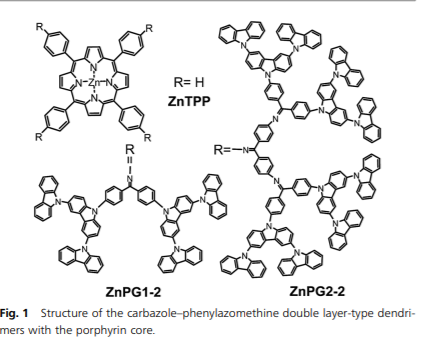 R
R
N
N
Zn
N
N
R
R
R= H
ZnTPP
R
N
N
N
N
N
N
N
ZnPG1-2
N
N
N
N
N
N
N
R=
N
N
N
N
N
N
N
N
ZnPG2-2
Fig. 1 Structure of the carbazole–phenylazomethine double layer-type dendri-
mers with the porphyrin core.